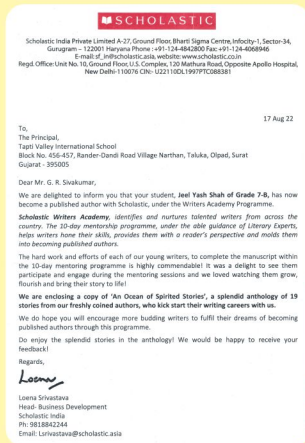 SCHOLASTIC
Scholastic India Private Limited A-27, Ground Floor, Bharti Sigma Centre, Infocity-1, Sector-34,
Gurugram – 122001 Haryana Phone : +91-124-4842800 Fax: +91-124-4068946
E-mail: sf_in@scholastic.asia, website: www.scholastic.co.in
Regd. Office: Unit No. 10, Ground Floor, U.S. Complex, 120 Mathura Road, Opposite Apollo Hospital,
New Delhi-110076 CIN:- U22110DL1997PTC088381
17 Aug 22
To,
The Principal,
Tapti Valley International School
Block No. 456-457, Rander-Dandi Road Village Narthan, Taluka, Olpad, Surat
Gujarat - 395005
Dear Mr. G. R. Sivakumar,
We are delighted to inform you that your student, Jeel Yash Shah of Grade 7-B, has now
become a published author with Scholastic, under the Writers Academy Programme.
Scholastic Writers Academy, identifies and nurtures talented writers from across
the country. The 10-day mentorship programme, under the able guidance of Literary Experts,
helps writers hone their skills, provides them with a reader's perspective and molds them
into becoming published authors.
The hard work and efforts of each of our young writers, to complete the manuscript within
the 10-day mentoring programme is highly commendable! It was a delight to see them
participate and engage during the mentoring sessions and we loved watching them grow,
flourish and bring their story to life!
We are enclosing a copy of 'An Ocean of Spirited Stories', a splendid anthology of 19
stories from our freshly coined authors, who kick start their writing careers with us.
We do hope you will encourage more budding writers to fulfil their dreams of becoming
published authors through this programme.
Do enjoy the splendid stories in the anthology! We would be happy to receive your
feedback!
Regards,
Loena
Loena Srivastava
Head- Business Development
Scholastic India
Ph: 9818842244
Email: Lsrivastava@scholastic.asia